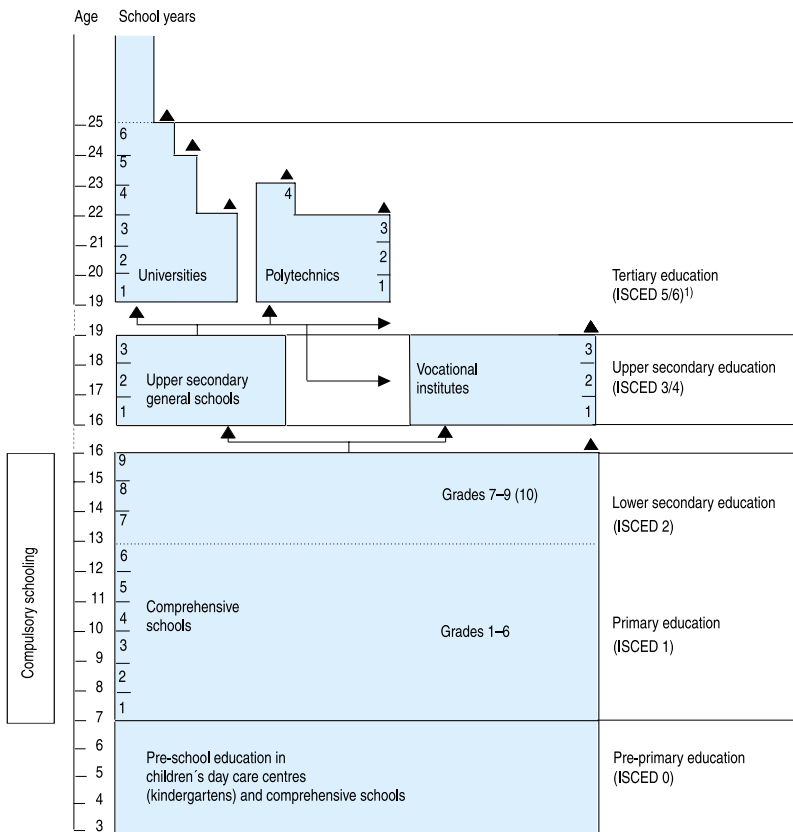 Age School years
25
6
24
5
23
4 4
22
3 3
21
2 2
20 Universities Polytechnics Tertiary education
1 1 (ISCED 5/6)1)
19
19
3 3
18 Upper secondary Vocational Upper secondary education
2 general schools institutes 2 (ISCED 3/4)
17
1 1
16
16
9
15
8 Grades 7–9 (10) Lower secondary education
14 (ISCED 2)
7
13
6
12
5
11
4 Comprehensive schools
10 Grades 1–6 Primary education
3 (ISCED 1)
9
2
8
1
7
Compulsory schooling
6 Pre-school education in Pre-primary education
5 children´s day care centres (ISCED 0)
4 (kindergartens) and comprehensive schools
3